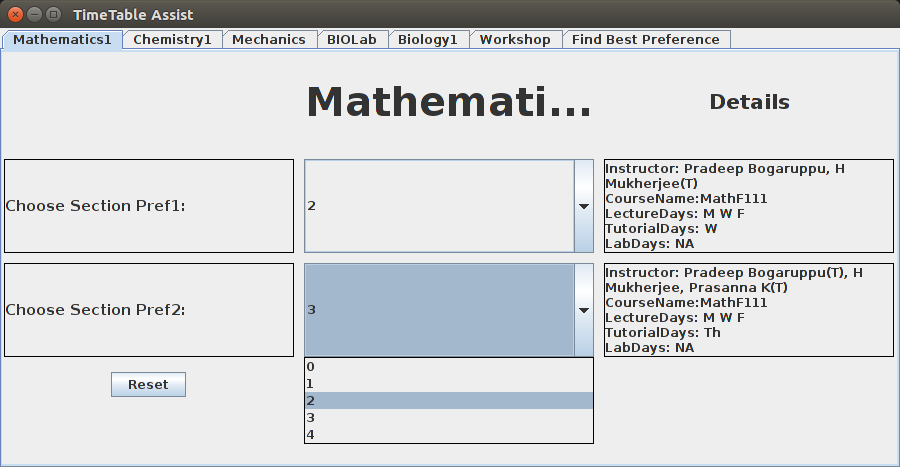 TimeTable Assist
Mathematics1 Chemistry1 Mechanics BIOLab Biology1 Workshop Find Best Preference
Mathemati... Details
Choose Section Pref1:
2
Instructor: Pradeep Bogaruppu, H
Mukherjee(T)
CourseName:MathF111
LectureDays: M W F
TutorialDays: W
LabDays: NA
Choose Section Pref2:
3
Instructor: Pradeep Bogaruppu(T), H
Mukherjee, Prasanna K(T)
CourseName:MathF111
LectureDays: M W F
TutorialDays: Th
LabDays: NA
Reset
0
1
2
3
4